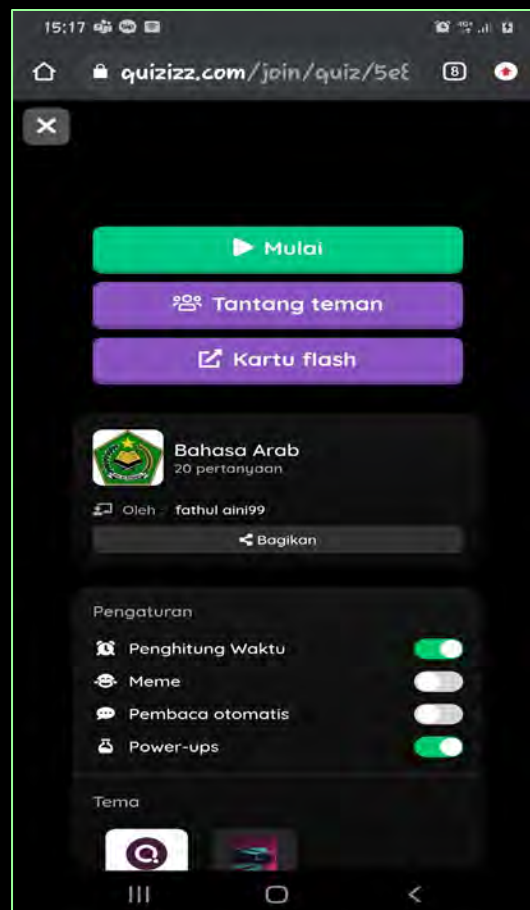 15:17
quizizz.com/join/quiz/5e8
8
Mulai
Tantang teman
Kartu flash
Bahasa Arab
20 pertanyaan
Oleh fathul aini99
Bagikan
Pengaturan
Penghitung Waktu
Meme
Pembaca otomatis
Power-ups
Tema